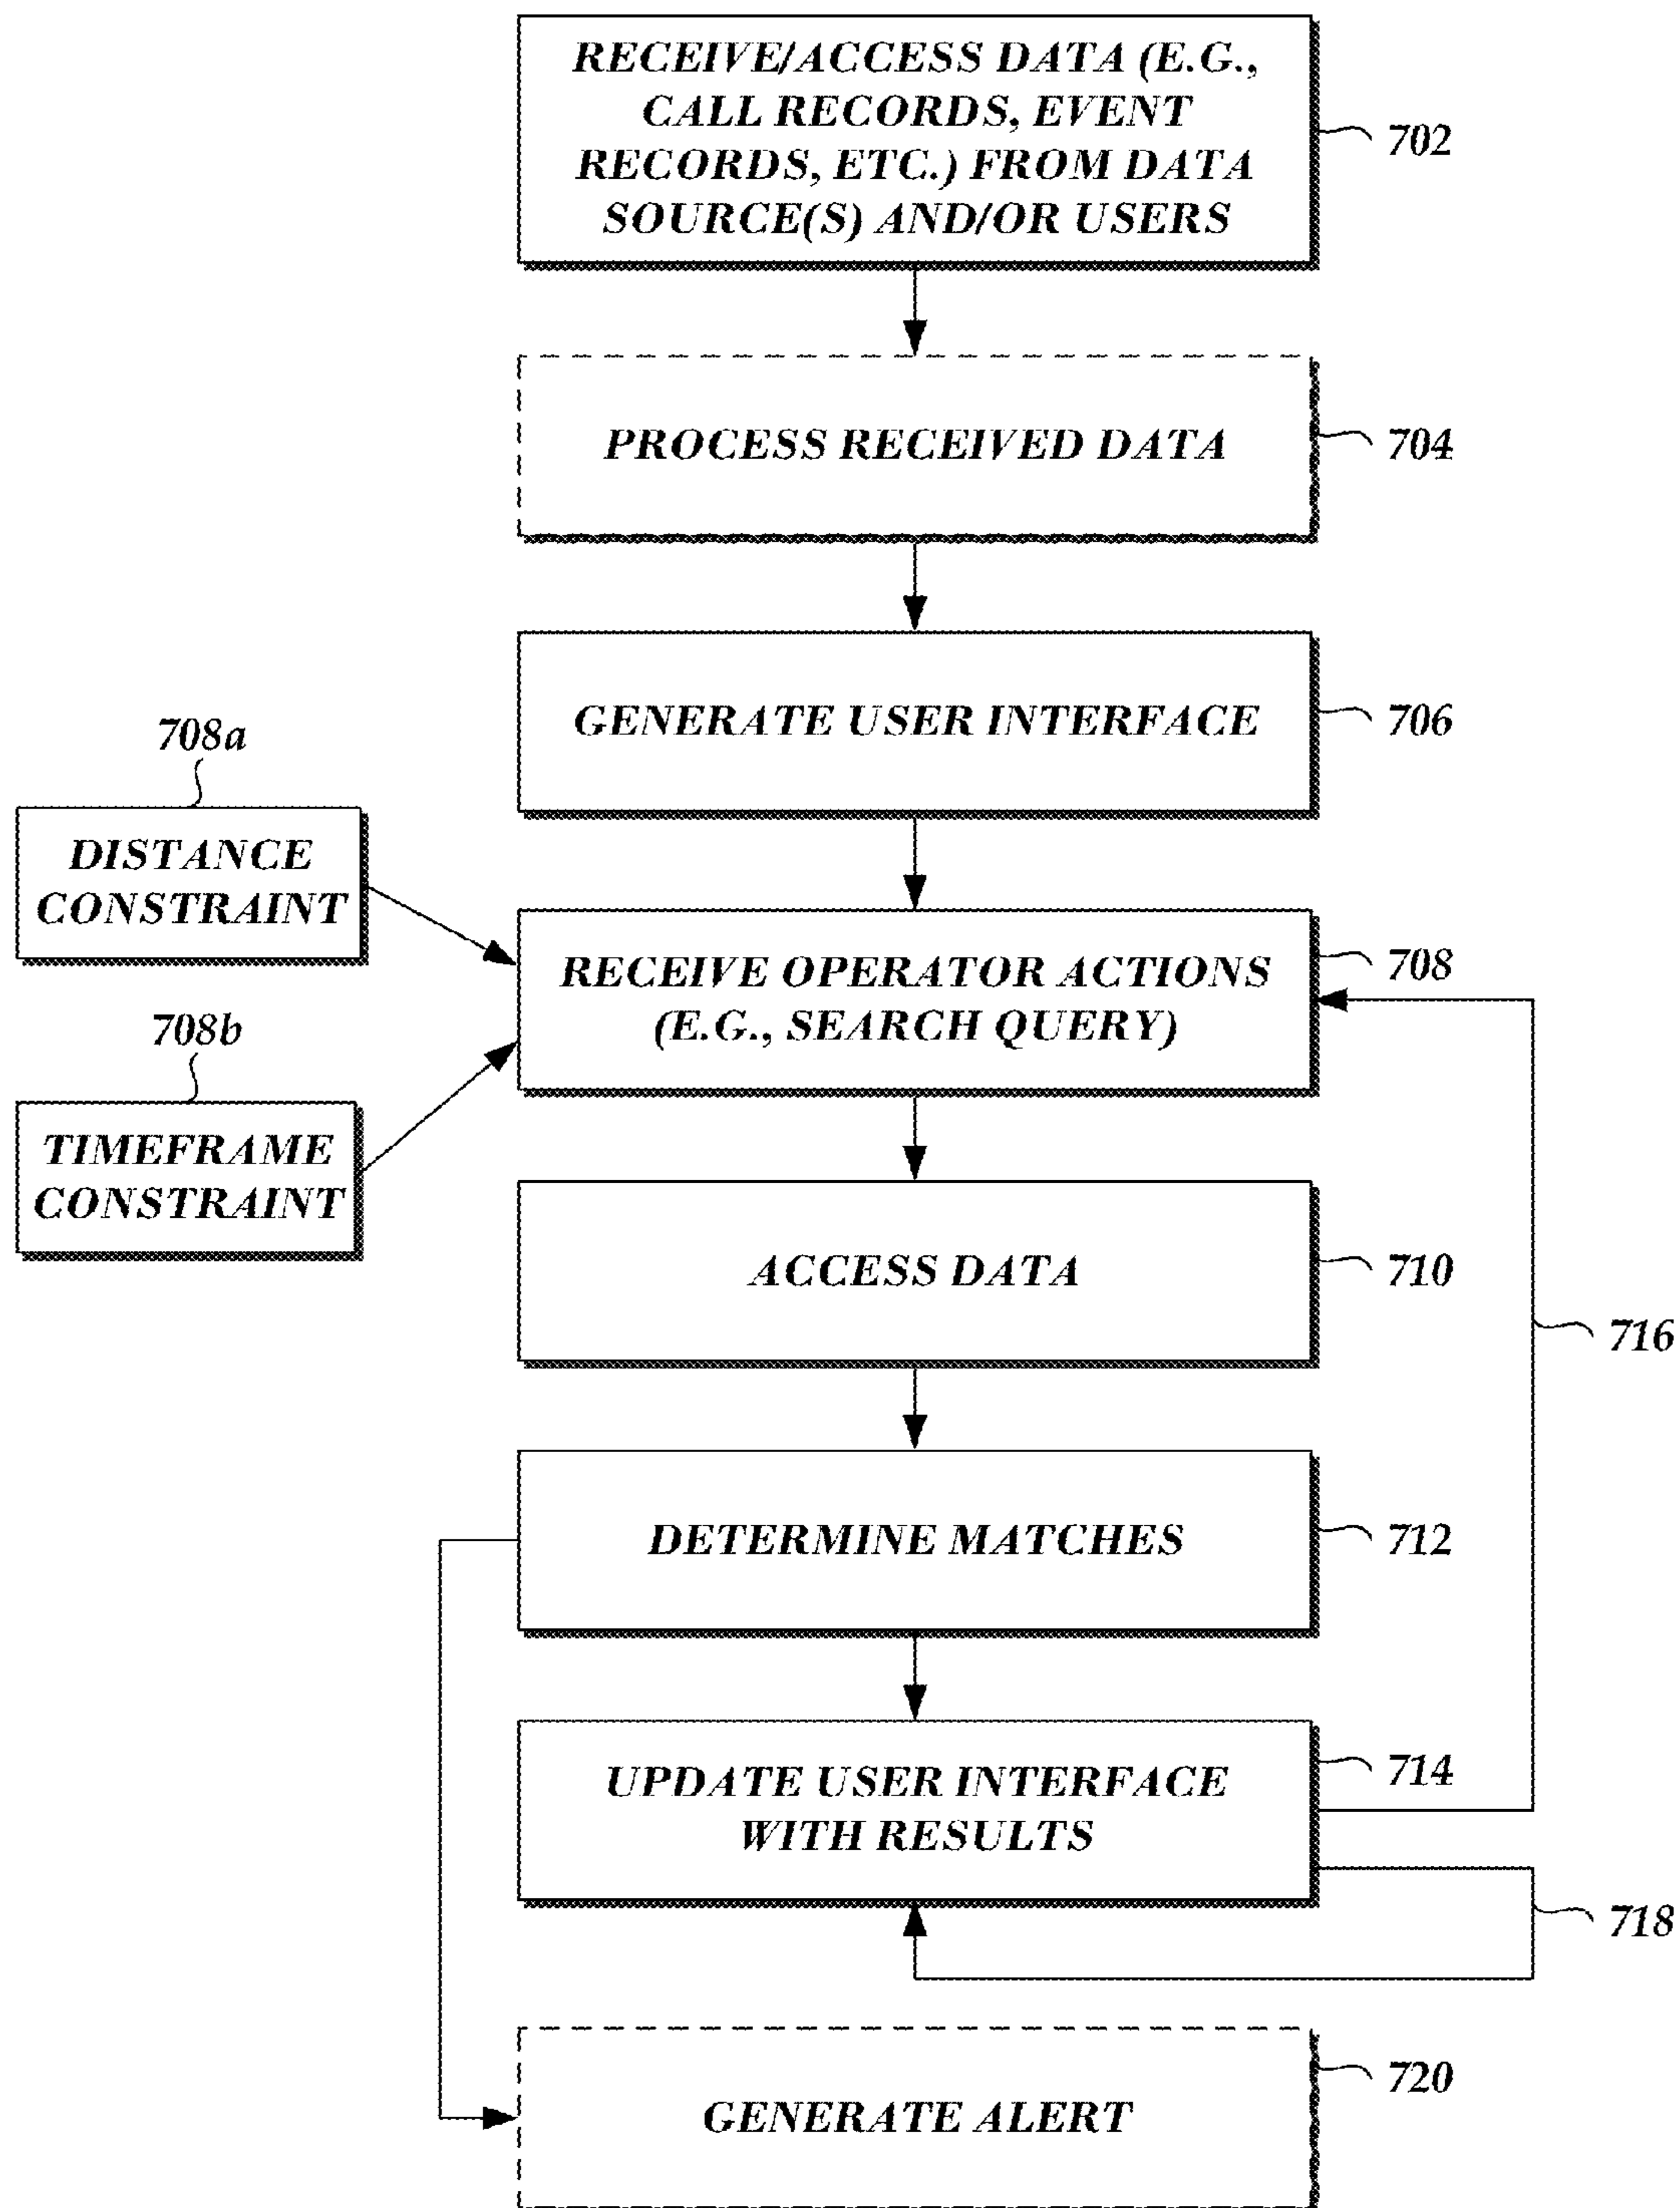 RECEIVE/ACCESS DATA (E.G.,
CALL RECORDS, EVENT
RECORDS, ETC.) FROM DATA
SOURCE(S) AND/OR USERS
702
PROCESS RECEIVED DATA
704
GENERATE USER INTERFACE
706
708a
DISTANCE
CONSTRAINT
RECEIVE OPERATOR ACTIONS
(E.G., SEARCH QUERY)
708
708b
TIMEFRAME
CONSTRAINT
ACCESS DATA
710
716
DETERMINE MATCHES
712
UPDATE USER INTERFACE
WITH RESULTS
714
718
GENERATE ALERT
720